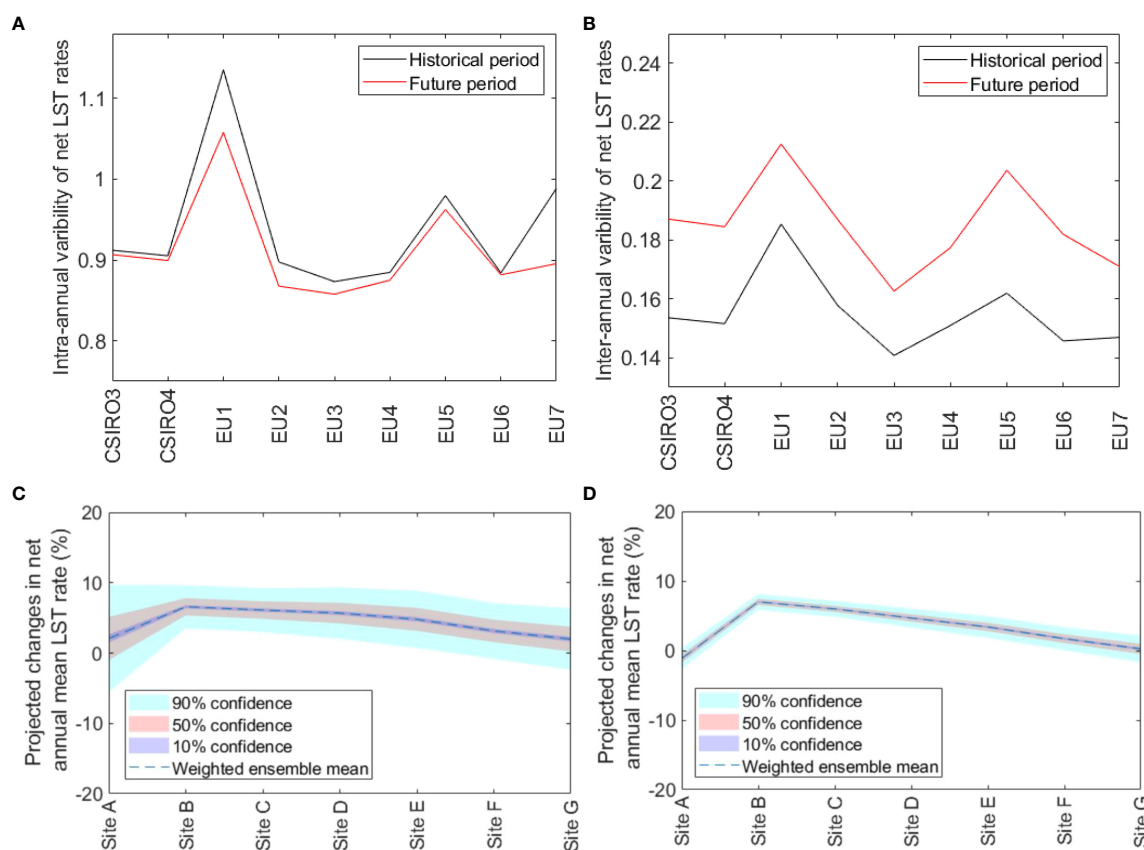 A
Intra-annual varibility of net LST rates
1.1
1
0.9
0.8
Historical period
Future period
CSIRO3
CSIRO4
EU1
EU2
EU3
EU4
EU5
EU6
EU7
B
Inter-annual varibility of net LST rates
0.24
0.22
0.2
0.18
0.16
0.14
Historical period
Future period
CSIRO3
CSIRO4
EU1
EU2
EU3
EU4
EU5
EU6
EU7
C
Projected changes in net
annual mean LST rate (%)
20
10
0
-10
-20
90% confidence
50% confidence
10% confidence
Weighted ensemble mean
Site A
Site B
Site C
Site D
Site E
Site F
Site G
D
Projected changes in net
annual mean LST rate (%)
20
10
0
-10
-20
90% confidence
50% confidence
10% confidence
Weighted ensemble mean
Site A
Site B
Site C
Site D
Site E
Site F
Site G